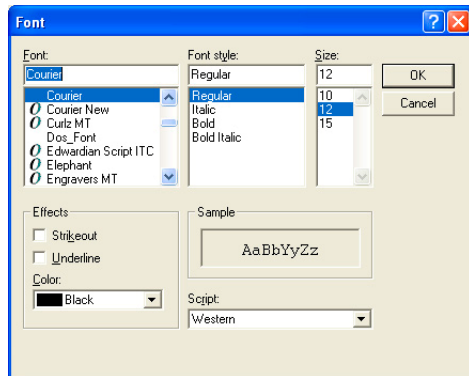 Font
Font:
Courier
Courier
Courier New
Curlz MT
Dos_Font
Edwardian Script ITC
Elephant
Engravers MT
Font style:
Regular
Regular
Italic
Bold
Bold Italic
Size:
12
10
12
15
OK
Cancel
Effects
Strikeout
Underline
Color:
Black
Sample
AaBbYyZz
Script:
Western